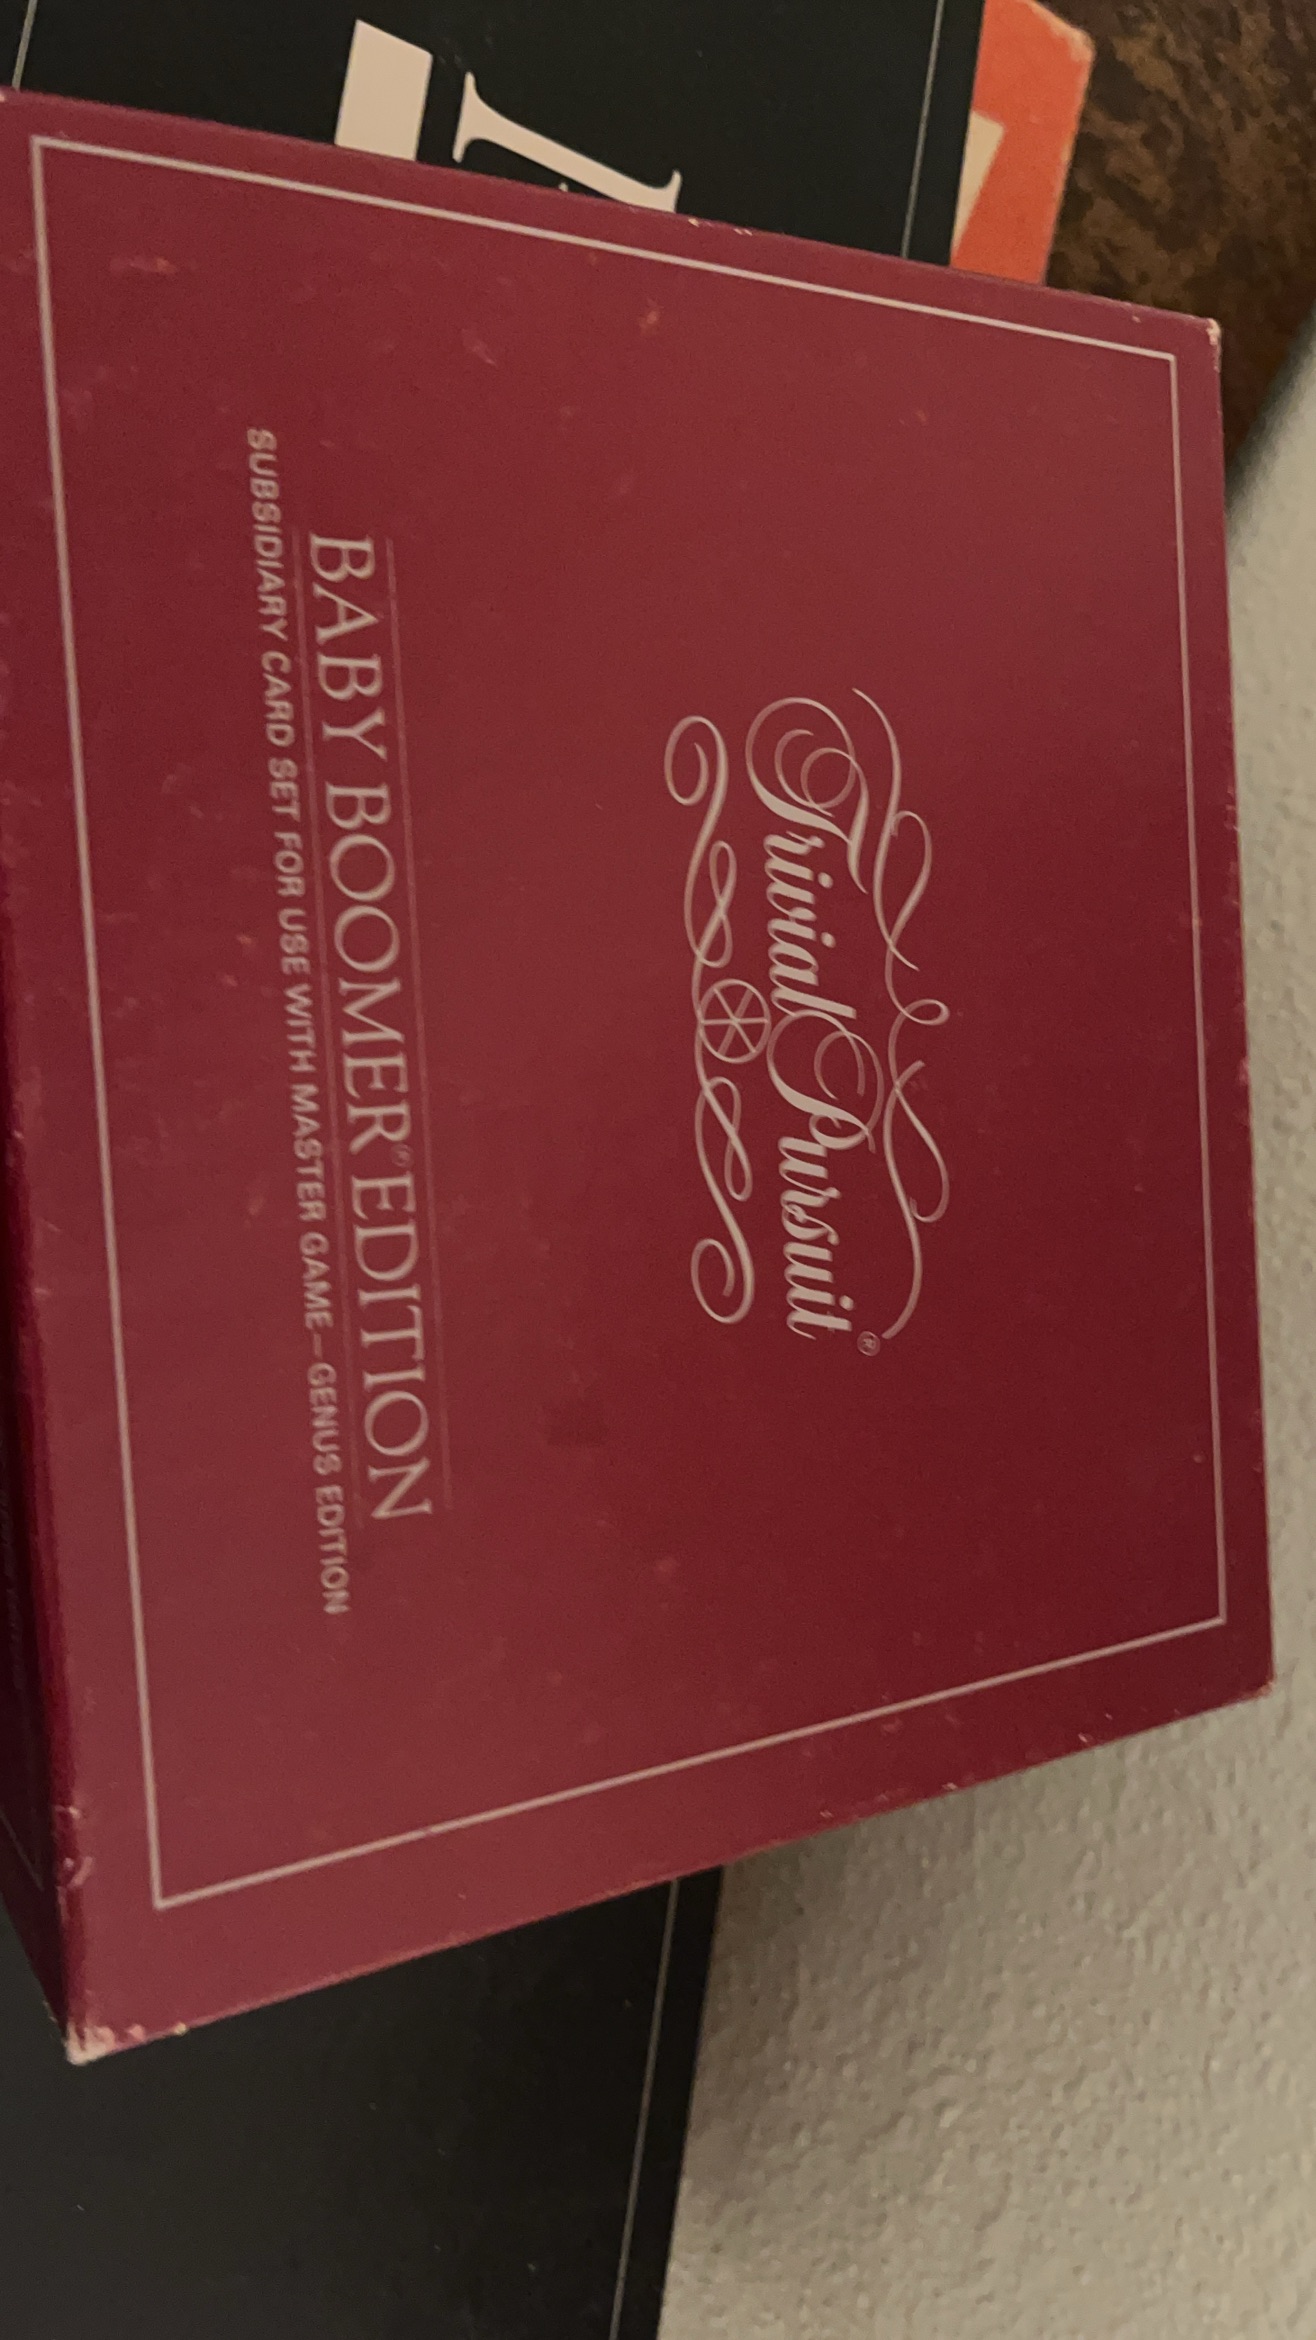 Trivial Pursuit®
BABY BOOMER® EDITION
SUBSIDIARY CARD SET FOR USE WITH MASTER GAME—GENUS EDITION